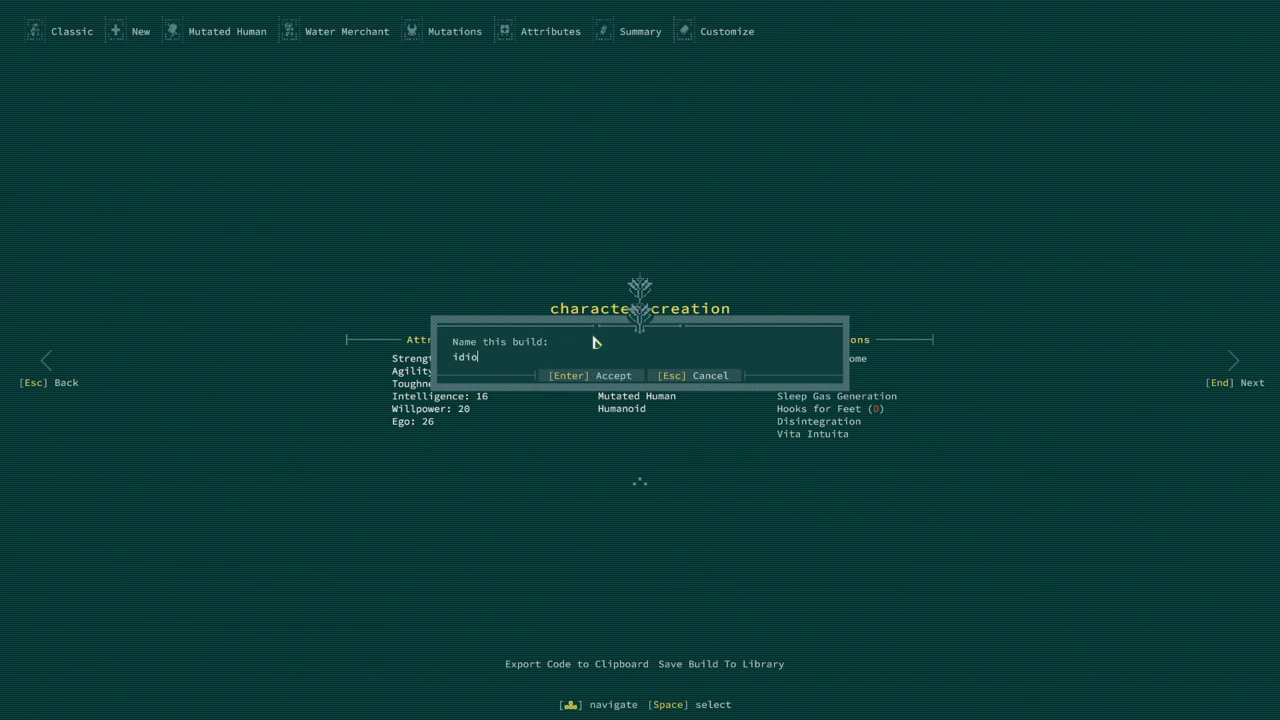 Classic New Mutated Human Water Merchant Mutations Attributes Summary Customize
character creation
Name this build:
idio
[Enter] Accept [Esc] Cancel
Intelligence: 16
Willpower: 20
Ego: 26
Mutated Human
Humanoid
Sleep Gas Generation
Hooks for Feet (D)
Disintegration
Vita Intuita
[Esc] Back
[End] Next
Export Code to Clipboard Save Build To Library
navigate [Space] select